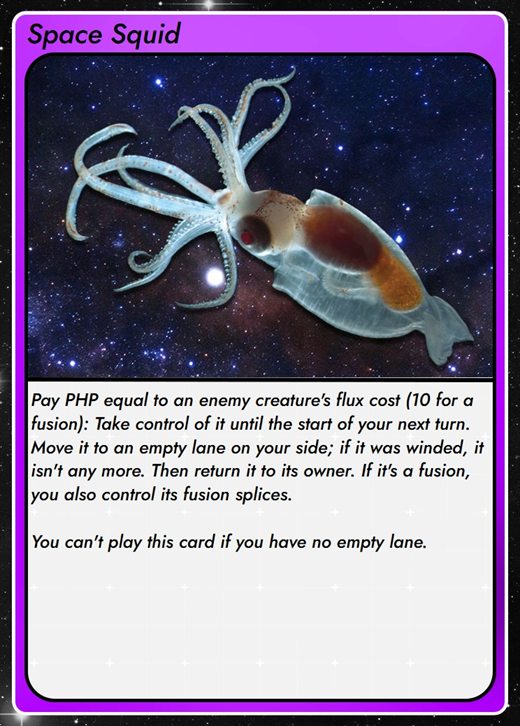 Space Squid
Pay PHP equal to an enemy creature's flux cost (10 for a
fusion): Take control of it until the start of your next turn.
Move it to an empty lane on your side; if it was winded, it
isn't any more. Then return it to its owner. If it's a fusion,
you also control its fusion splices.
You can't play this card if you have no empty lane.